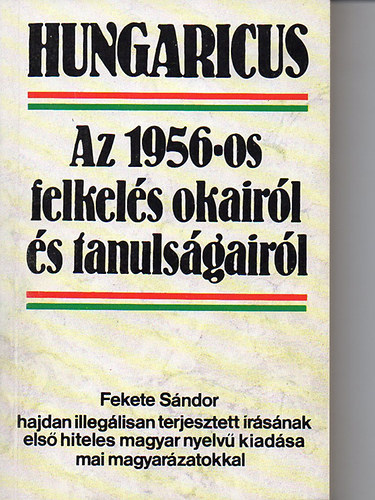 HUNGARICUS
Az 1956-os
felkelés okairól
és tanulságairól
Fekete Sándor
hajdan illegálisan terjesztett írásának
első hiteles magyar nyelvű kiadása
mai magyarázatokkal